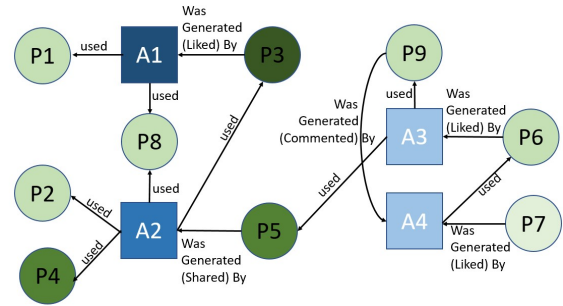 Was
Generated
(Liked) By
P1
used
A1
P3
P9
used
P8
used
Was
Generated
(Commented) By
used
A3
Was
Generated
(Liked) By
P6
P2
used
used
A2
used
P4
Was
Generated
(Shared) By
P5
used
A4
used
P7
Was
Generated
(Liked) By